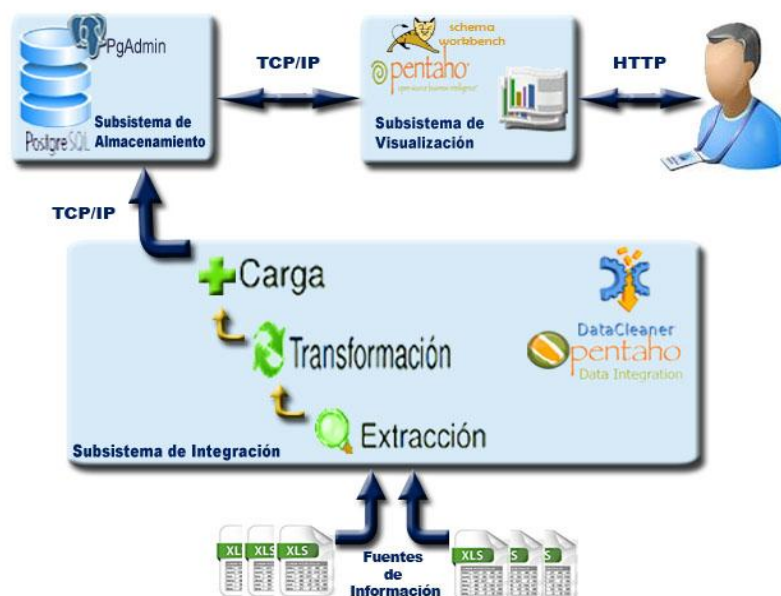 PgAdmin
PostgreSQL
Subsistema de
Almacenamiento
TCP/IP
schema
workbench
pentaho
Subsistema de
Visualización
HTTP
TCP/IP
Carga
Transformación
Extracción
Subsistema de Integración
DataCleaner
pentaho
Data Integration
XLS
XLS
XLS
Fuentes
de
Información
XLS